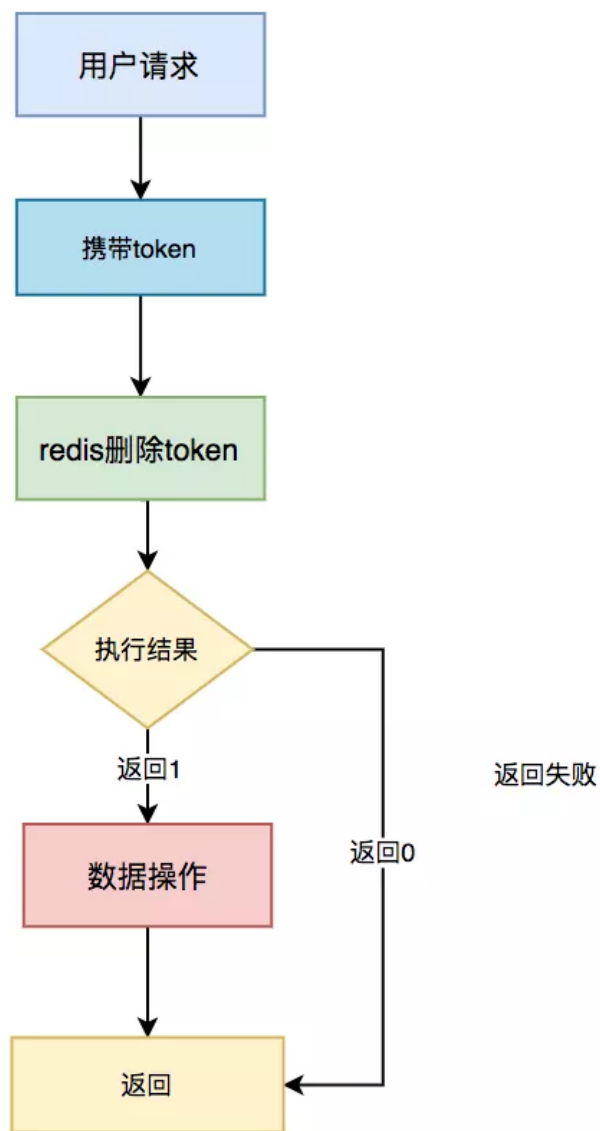 用户请求
携带token
redis删除token
执行结果
返回1
返回失败
返回0
数据操作
返回